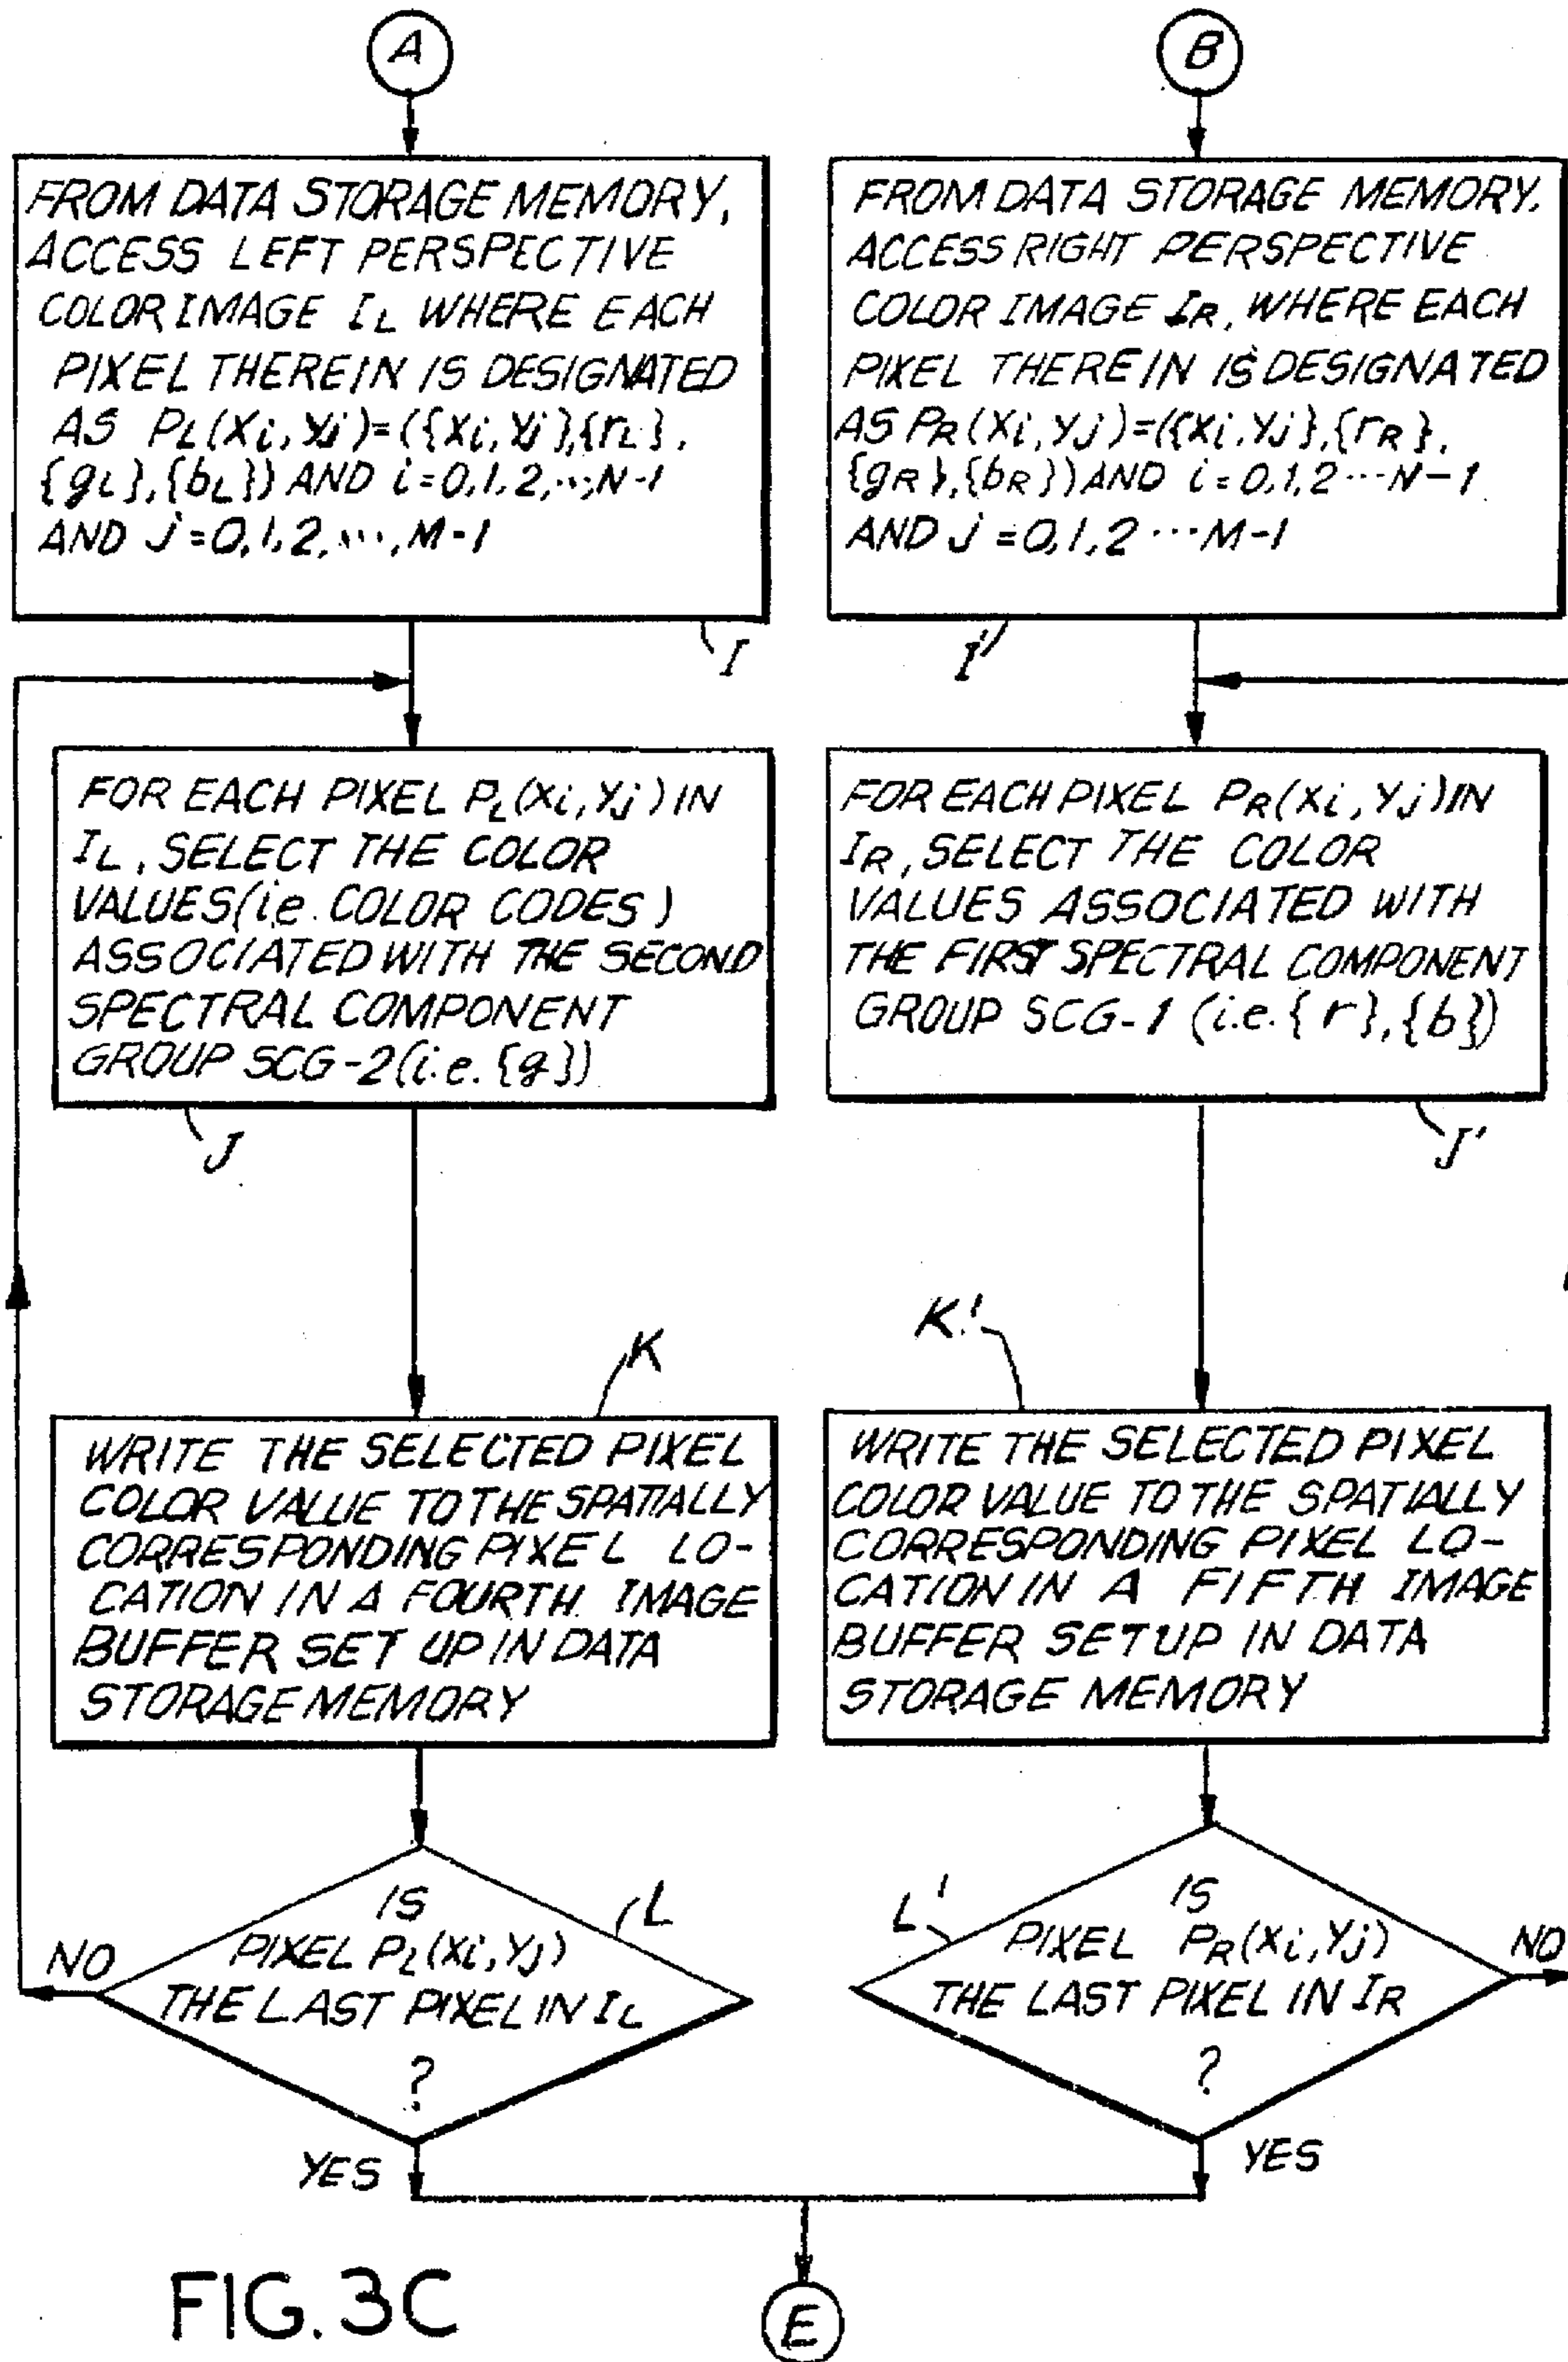 A
FROM DATA STORAGE MEMORY,
ACCESS LEFT PERSPECTIVE
COLOR IMAGE IL WHERE EACH
PIXEL THEREIN IS DESIGNATED
AS PL(Xi,Yj)=({Xi,Yj},{rL},
{gL},{bL}) AND i=0,1,2,...,N-1
AND j=0,1,2,...,M-1
I
FOR EACH PIXEL PL(Xi,Yj) IN
IL, SELECT THE COLOR
VALUES(i.e. COLOR CODES)
ASSOCIATED WITH THE SECOND
SPECTRAL COMPONENT
GROUP SCG-2(i.e. {g})
J
K
WRITE THE SELECTED PIXEL
COLOR VALUE TO THE SPATIALLY
CORRESPONDING PIXEL LO-
CATION IN A FOURTH IMAGE
BUFFER SET UP IN DATA
STORAGE MEMORY
L
IS
PIXEL PL(Xi,Yj)
THE LAST PIXEL IN IL
?
NO
YES
B
FROM DATA STORAGE MEMORY.
ACCESS RIGHT PERSPECTIVE
COLOR IMAGE IR, WHERE EACH
PIXEL THEREIN IS DESIGNATED
AS PR(Xi,Yj)=({Xi,Yj},{rR},
{gR},{bR}) AND i=0,1,2...N-1
AND j=0,1,2...M-1
I'
FOR EACH PIXEL PR(Xi,Yj) IN
IR, SELECT THE COLOR
VALUES ASSOCIATED WITH
THE FIRST SPECTRAL COMPONENT
GROUP SCG-1 (i.e. {r},{b})
J'
K'
WRITE THE SELECTED PIXEL
COLOR VALUE TO THE SPATIALLY
CORRESPONDING PIXEL LO-
CATION IN A FIFTH IMAGE
BUFFER SET UP IN DATA
STORAGE MEMORY
L'
IS
PIXEL PR(Xi,Yj)
THE LAST PIXEL IN IR
?
NO
YES
E
FIG. 3C